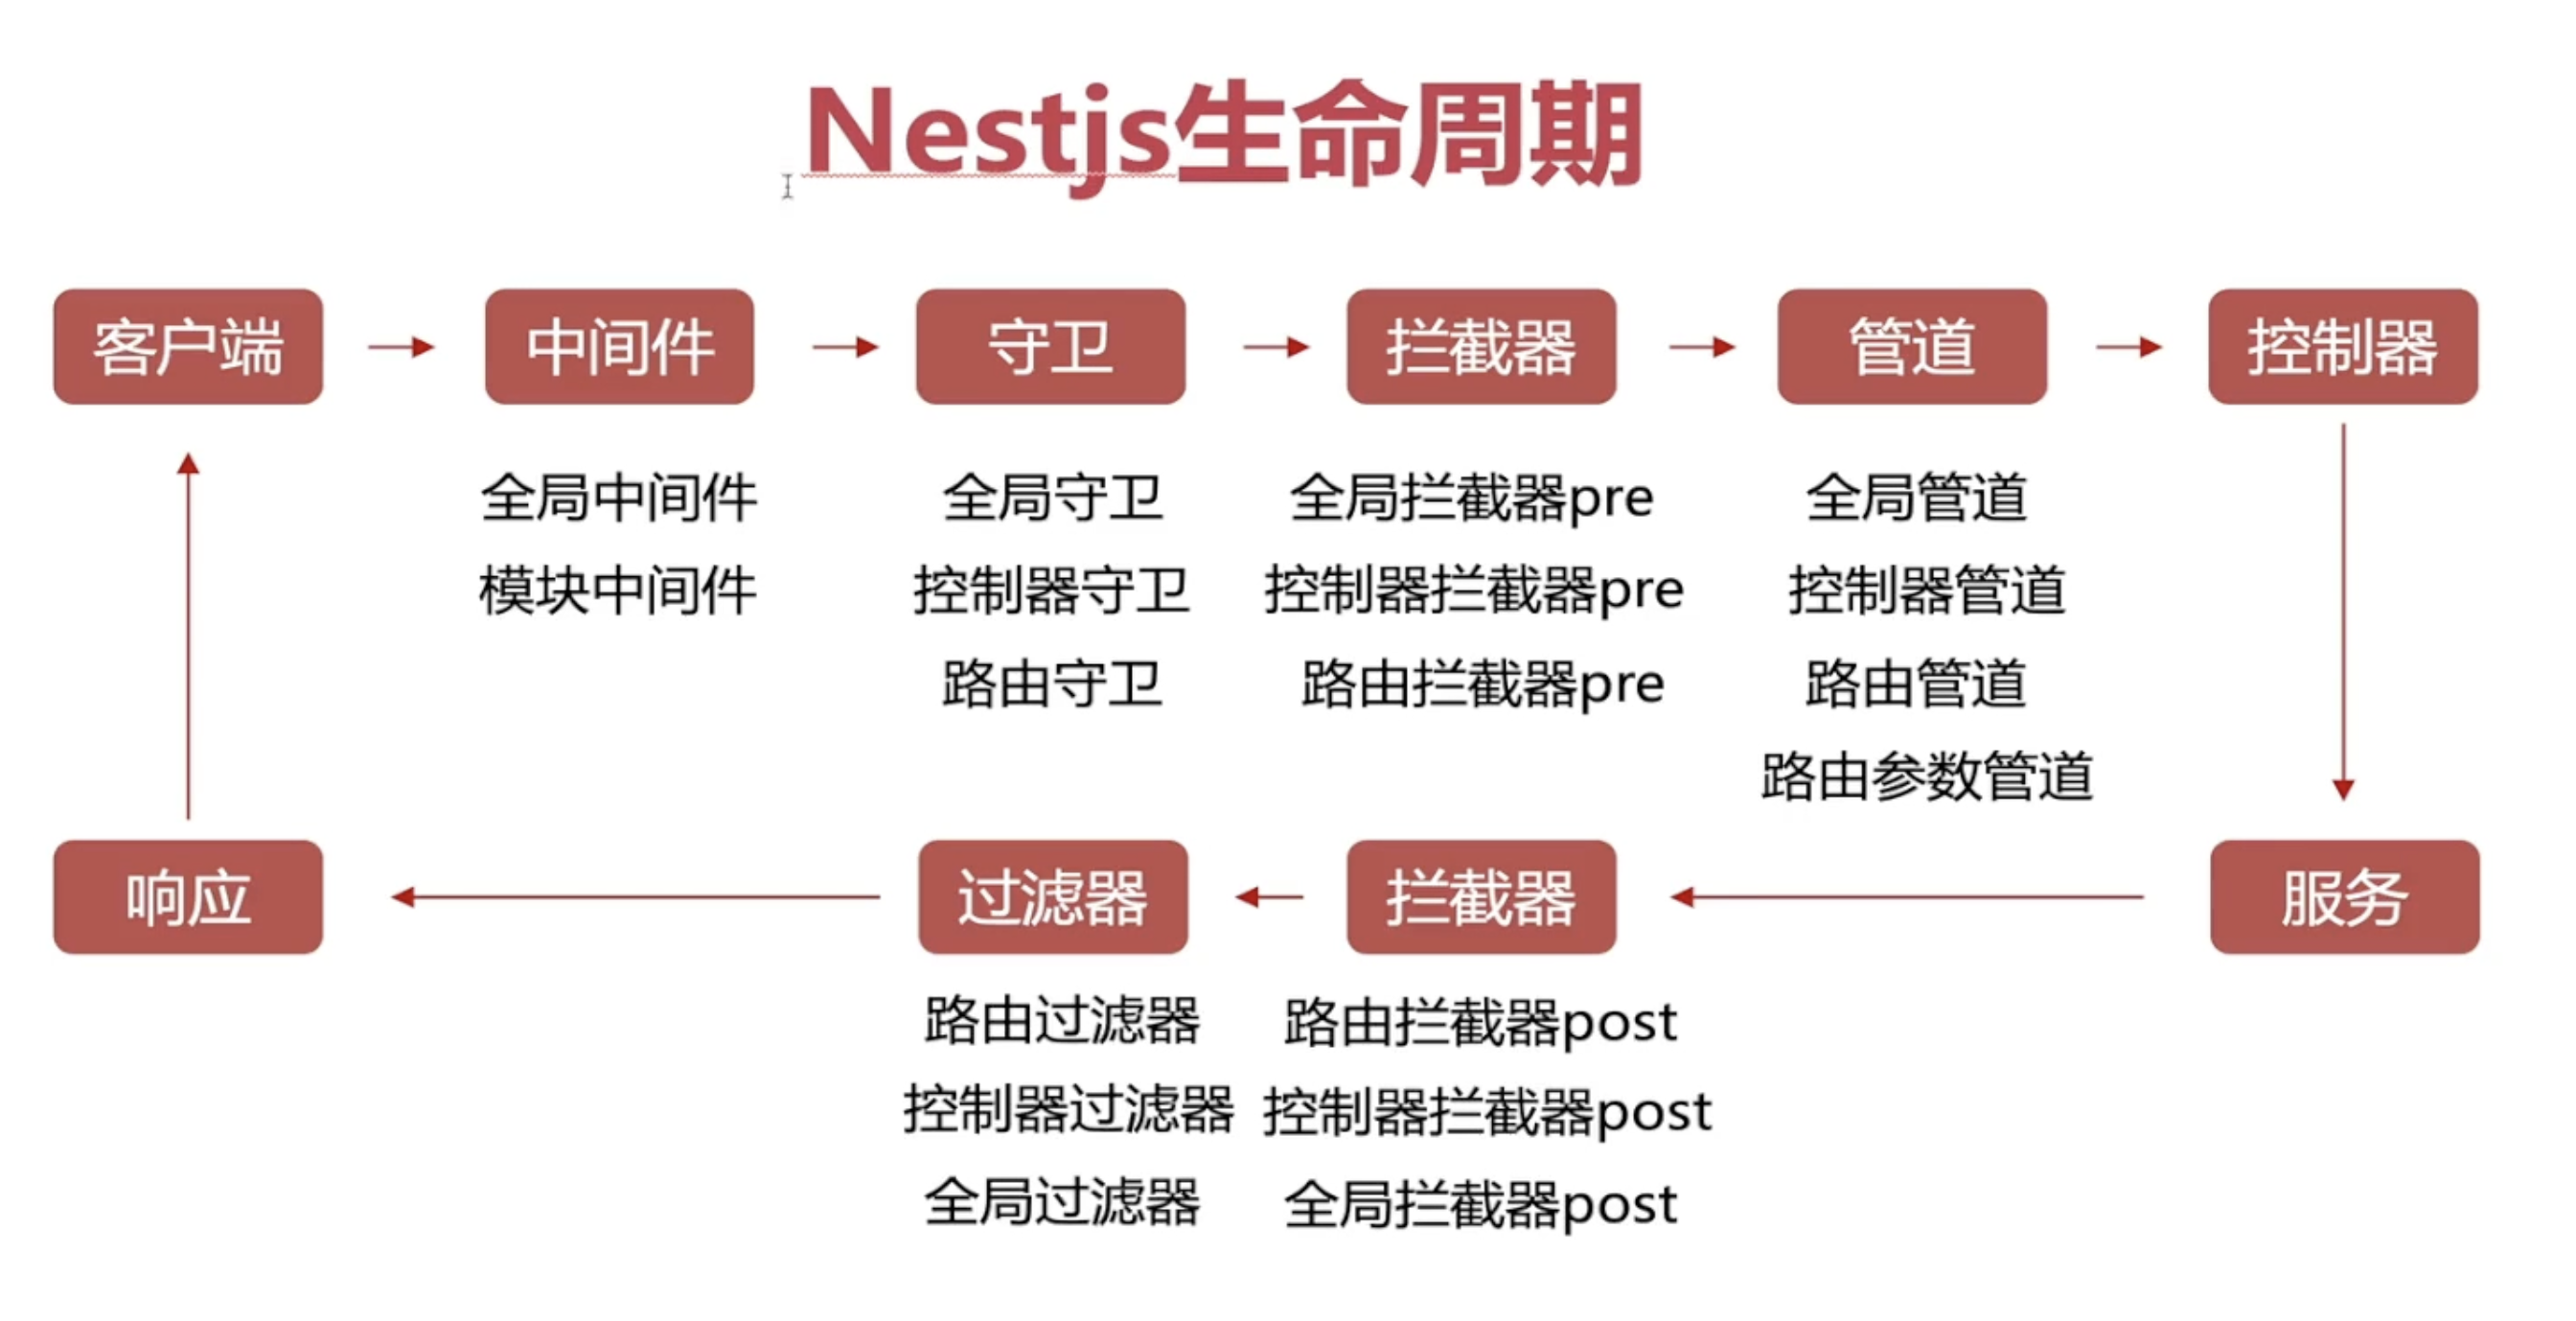 Nestjs生命周期
客户端
中间件
守卫
拦截器
管道
控制器
全局中间件
模块中间件
全局守卫
控制器守卫
路由守卫
全局拦截器pre
控制器拦截器pre
路由拦截器pre
全局管道
控制器管道
路由管道
路由参数管道
响应
过滤器
拦截器
服务
路由过滤器
控制器过滤器
全局过滤器
路由拦截器post
控制器拦截器post
全局拦截器post